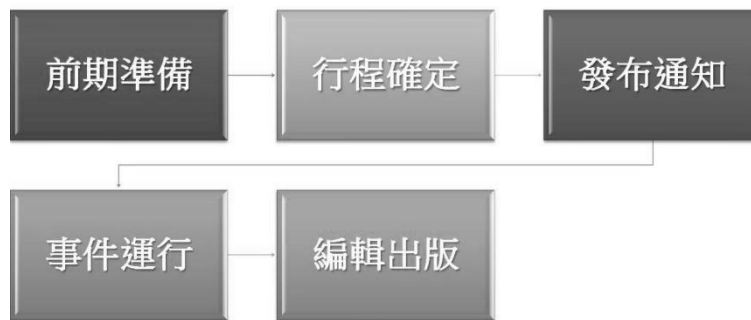 前期準備
行程確定
發布通知
事件運行
編輯出版